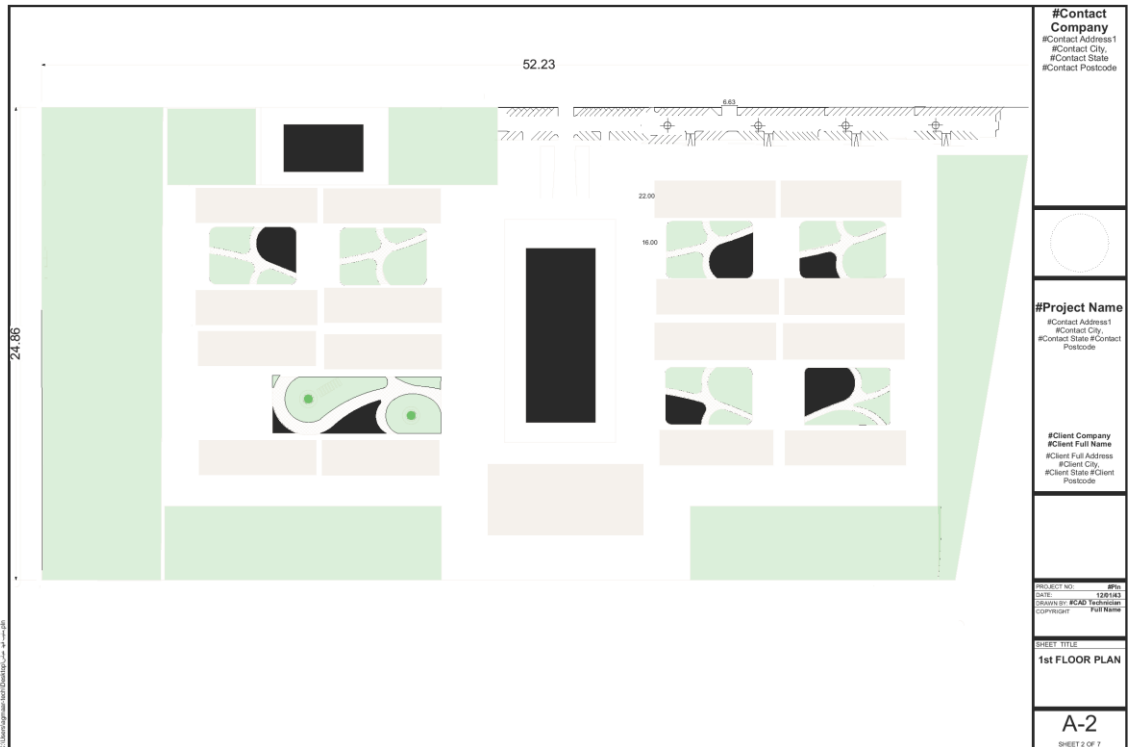 52.23
6.63
22.00
16.00
24.86
#Contact
Company
#Contact Address1
#Contact City,
#Contact State
#Contact Postcode
#Project Name
#Contact Address1
#Contact City,
#Contact State #Contact
Postcode
#Client Company
#Client Full Name
#Client Full Address
#Client City,
#Client State #Client
Postcode
PROJECT NO: #Pln
DATE: 12/01/43
DRAWN BY: #CAD Technician
COPYRIGHT Full Name
SHEET TITLE
1st FLOOR PLAN
A-2
SHEET 2 OF 7